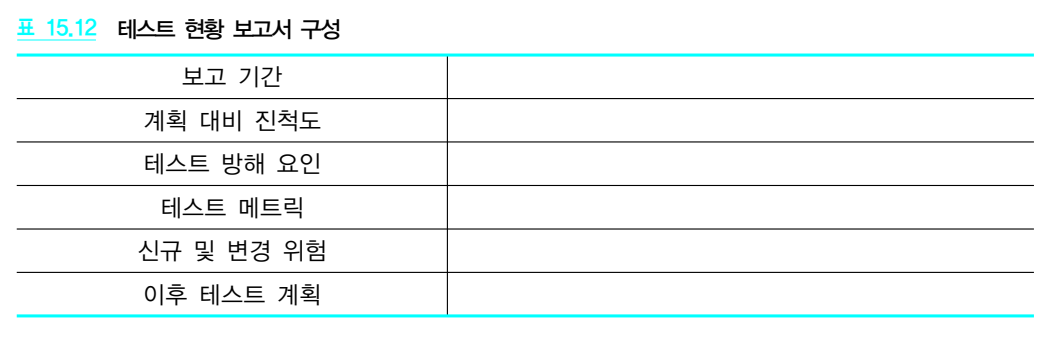 표 15.12 테스트 현황 보고서 구성
보고 기간
계획 대비 진척도
테스트 방해 요인
테스트 메트릭
신규 및 변경 위험
이후 테스트 계획